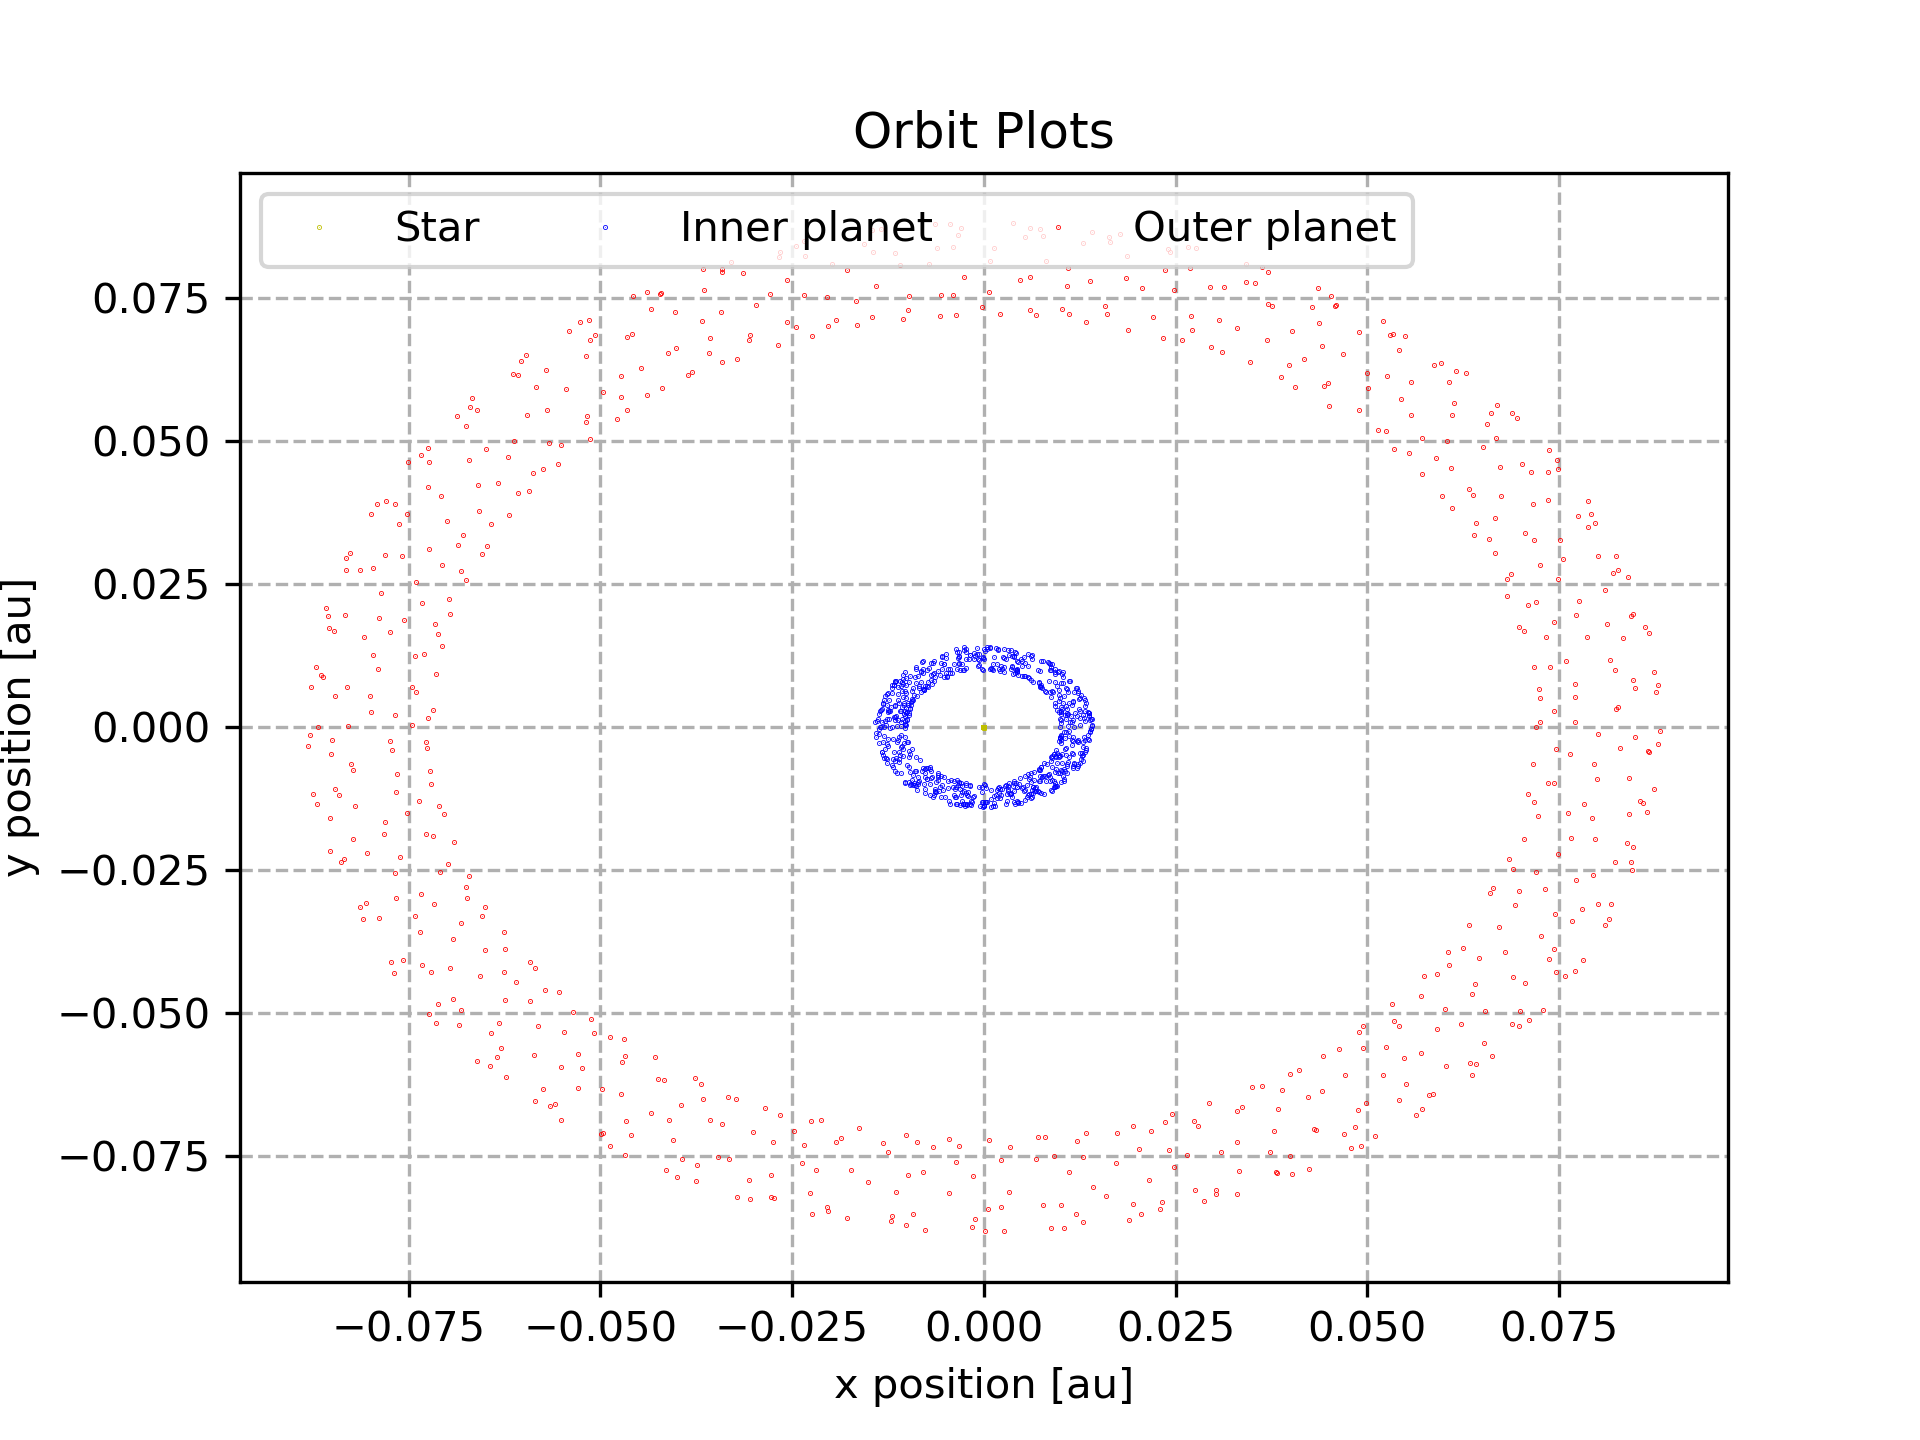 Orbit Plots
Star Inner planet Outer planet
0.075
0.050
0.025
0.000
−0.025
−0.050
−0.075
y position [au]
−0.075 −0.050 −0.025 0.000 0.025 0.050 0.075
x position [au]